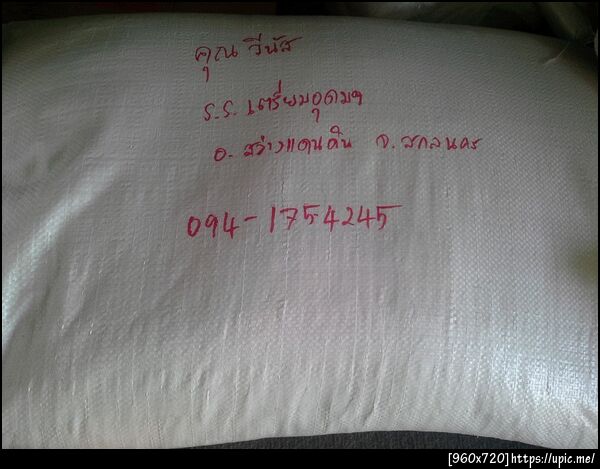 คุณ วีนัส
ร.ร. เตรียมอุดมฯ
อ. สว่างแดนดิน จ. สกลนคร
094-1754245
[960x720]https://upic.me/